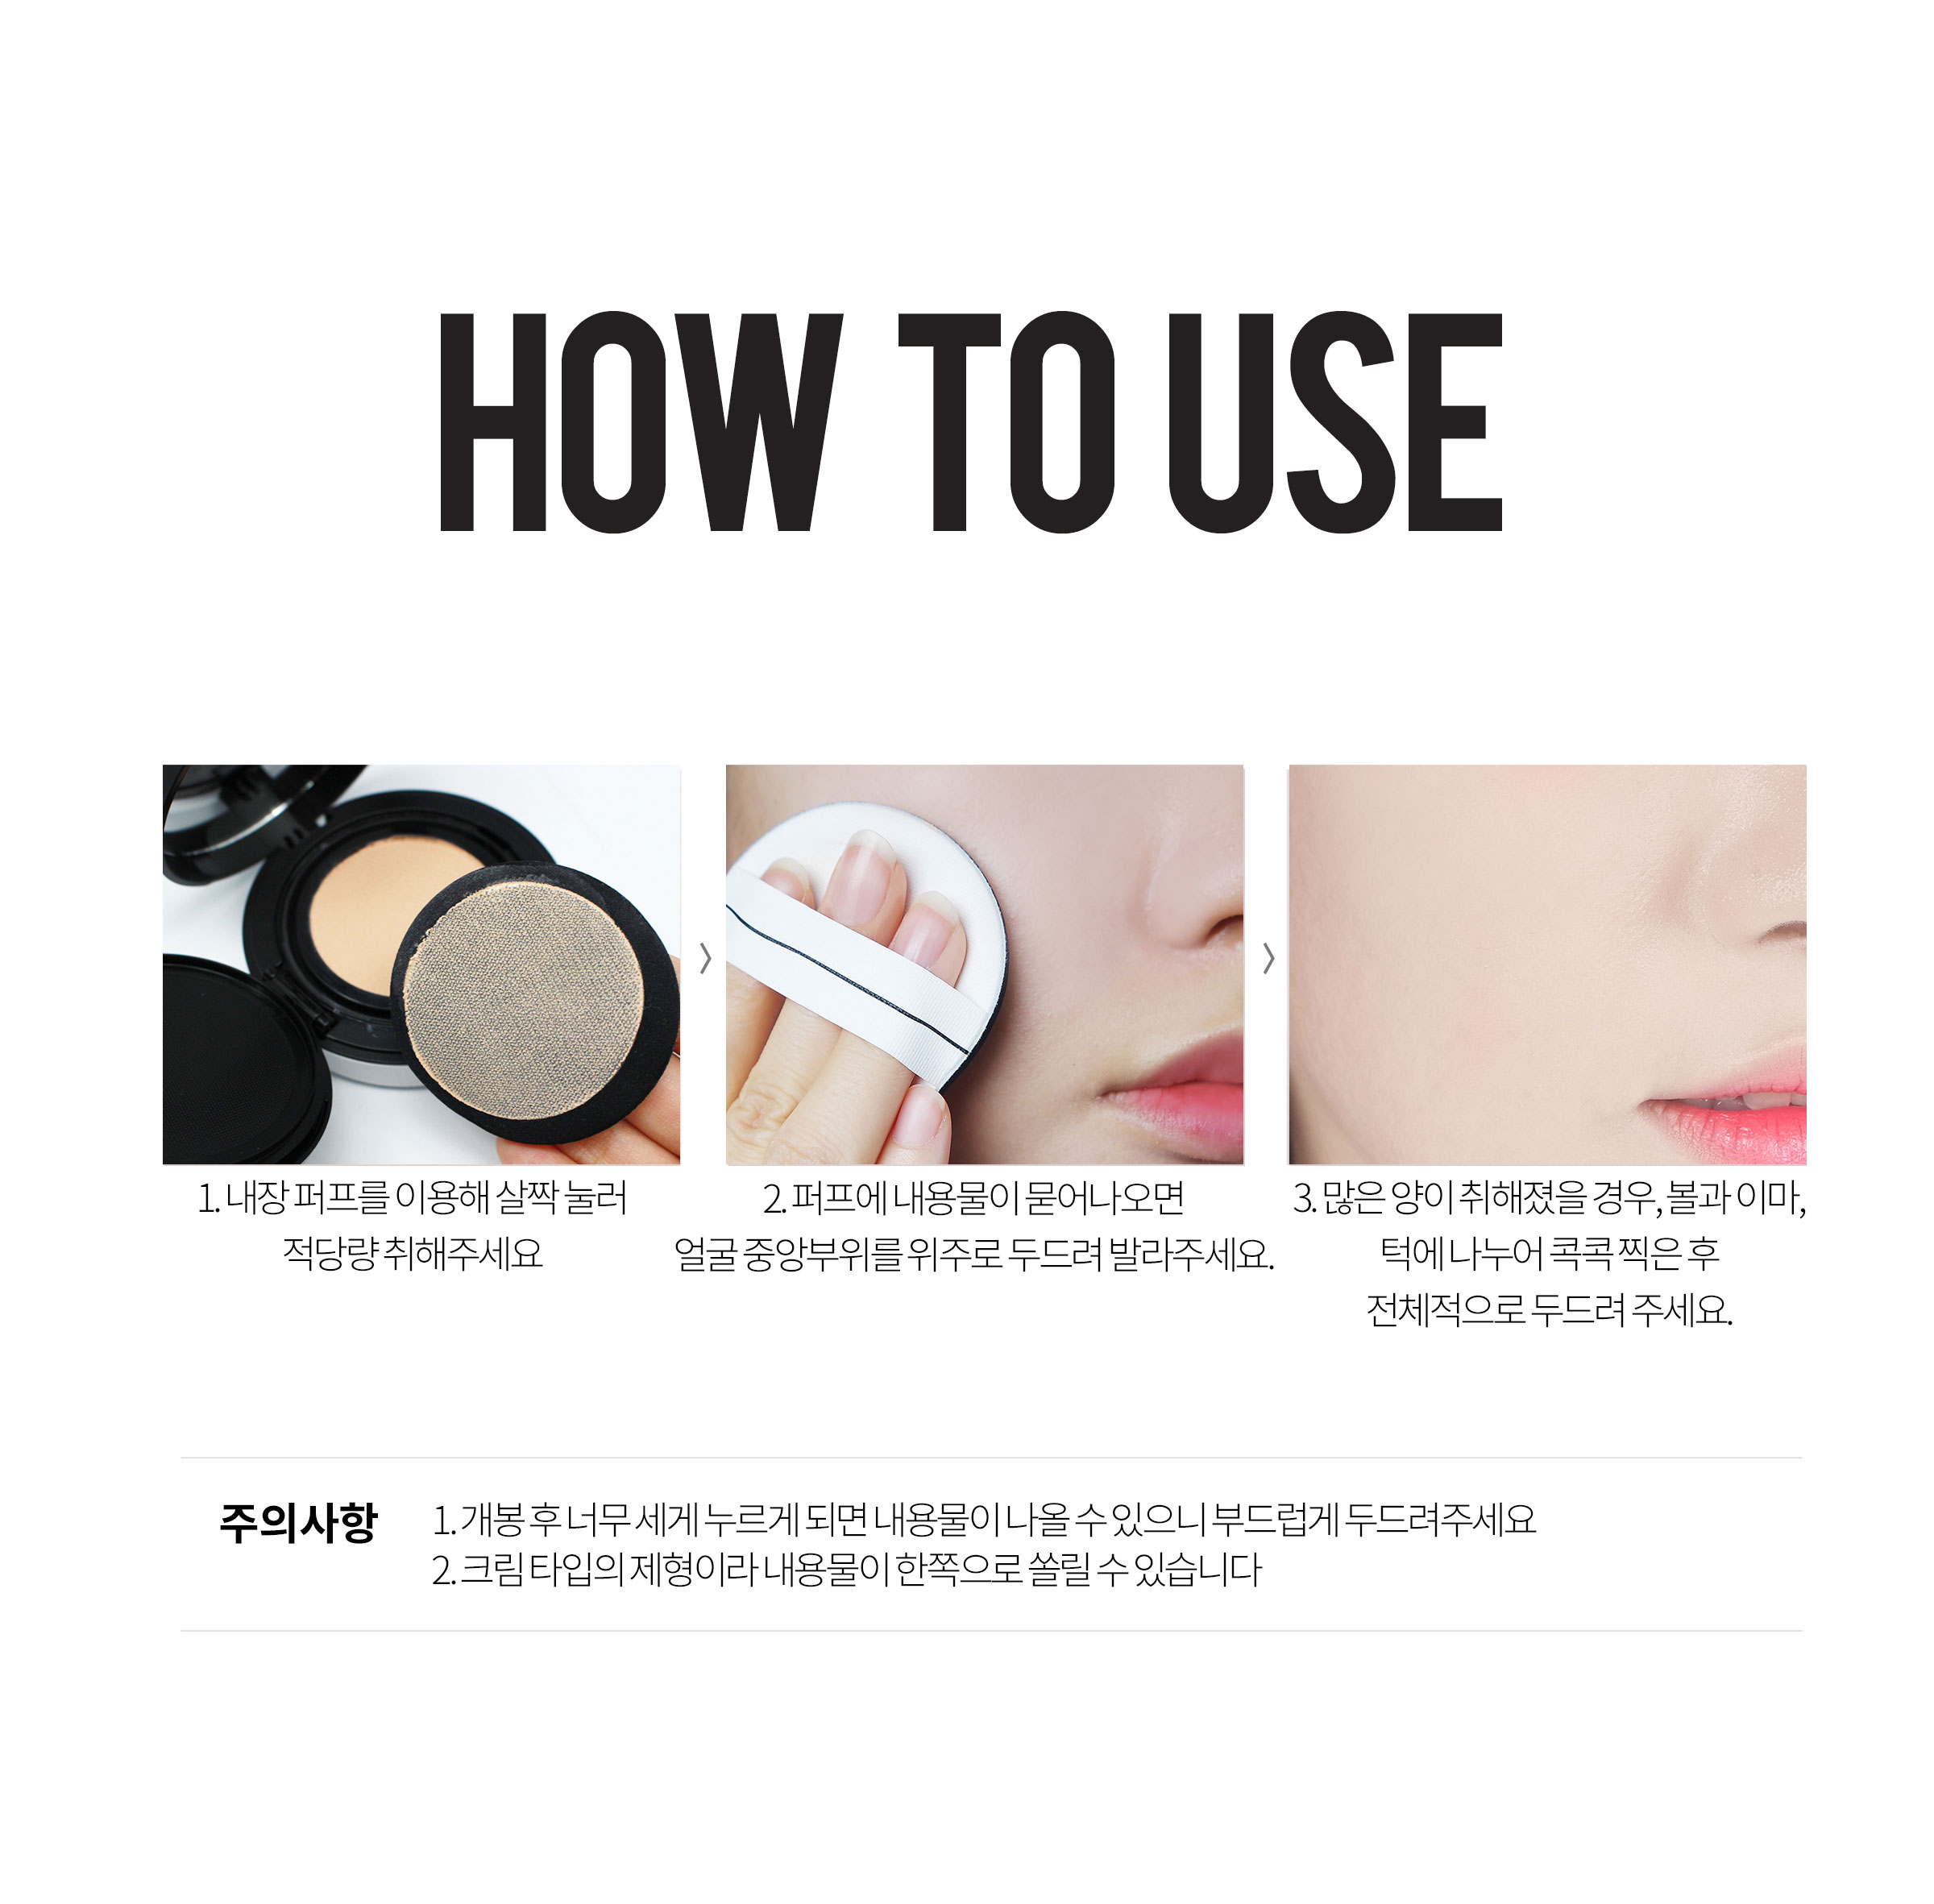 HOW TO USE
1. 내장 퍼프를 이용해 살짝 눌러
적당량 취해주세요
2. 퍼프에 내용물이 묻어나오면
얼굴 중앙부위를 위주로 두드려 발라주세요.
3. 많은 양이 취해졌을 경우, 볼과 이마,
턱에 나누어 콕콕 찍은 후
전체적으로 두드려 주세요.
주의사항
1. 개봉 후 너무 세게 누르게 되면 내용물이 나올 수 있으니 부드럽게 두드려주세요
2. 크림 타입의 제형이라 내용물이 한쪽으로 쏠릴 수 있습니다